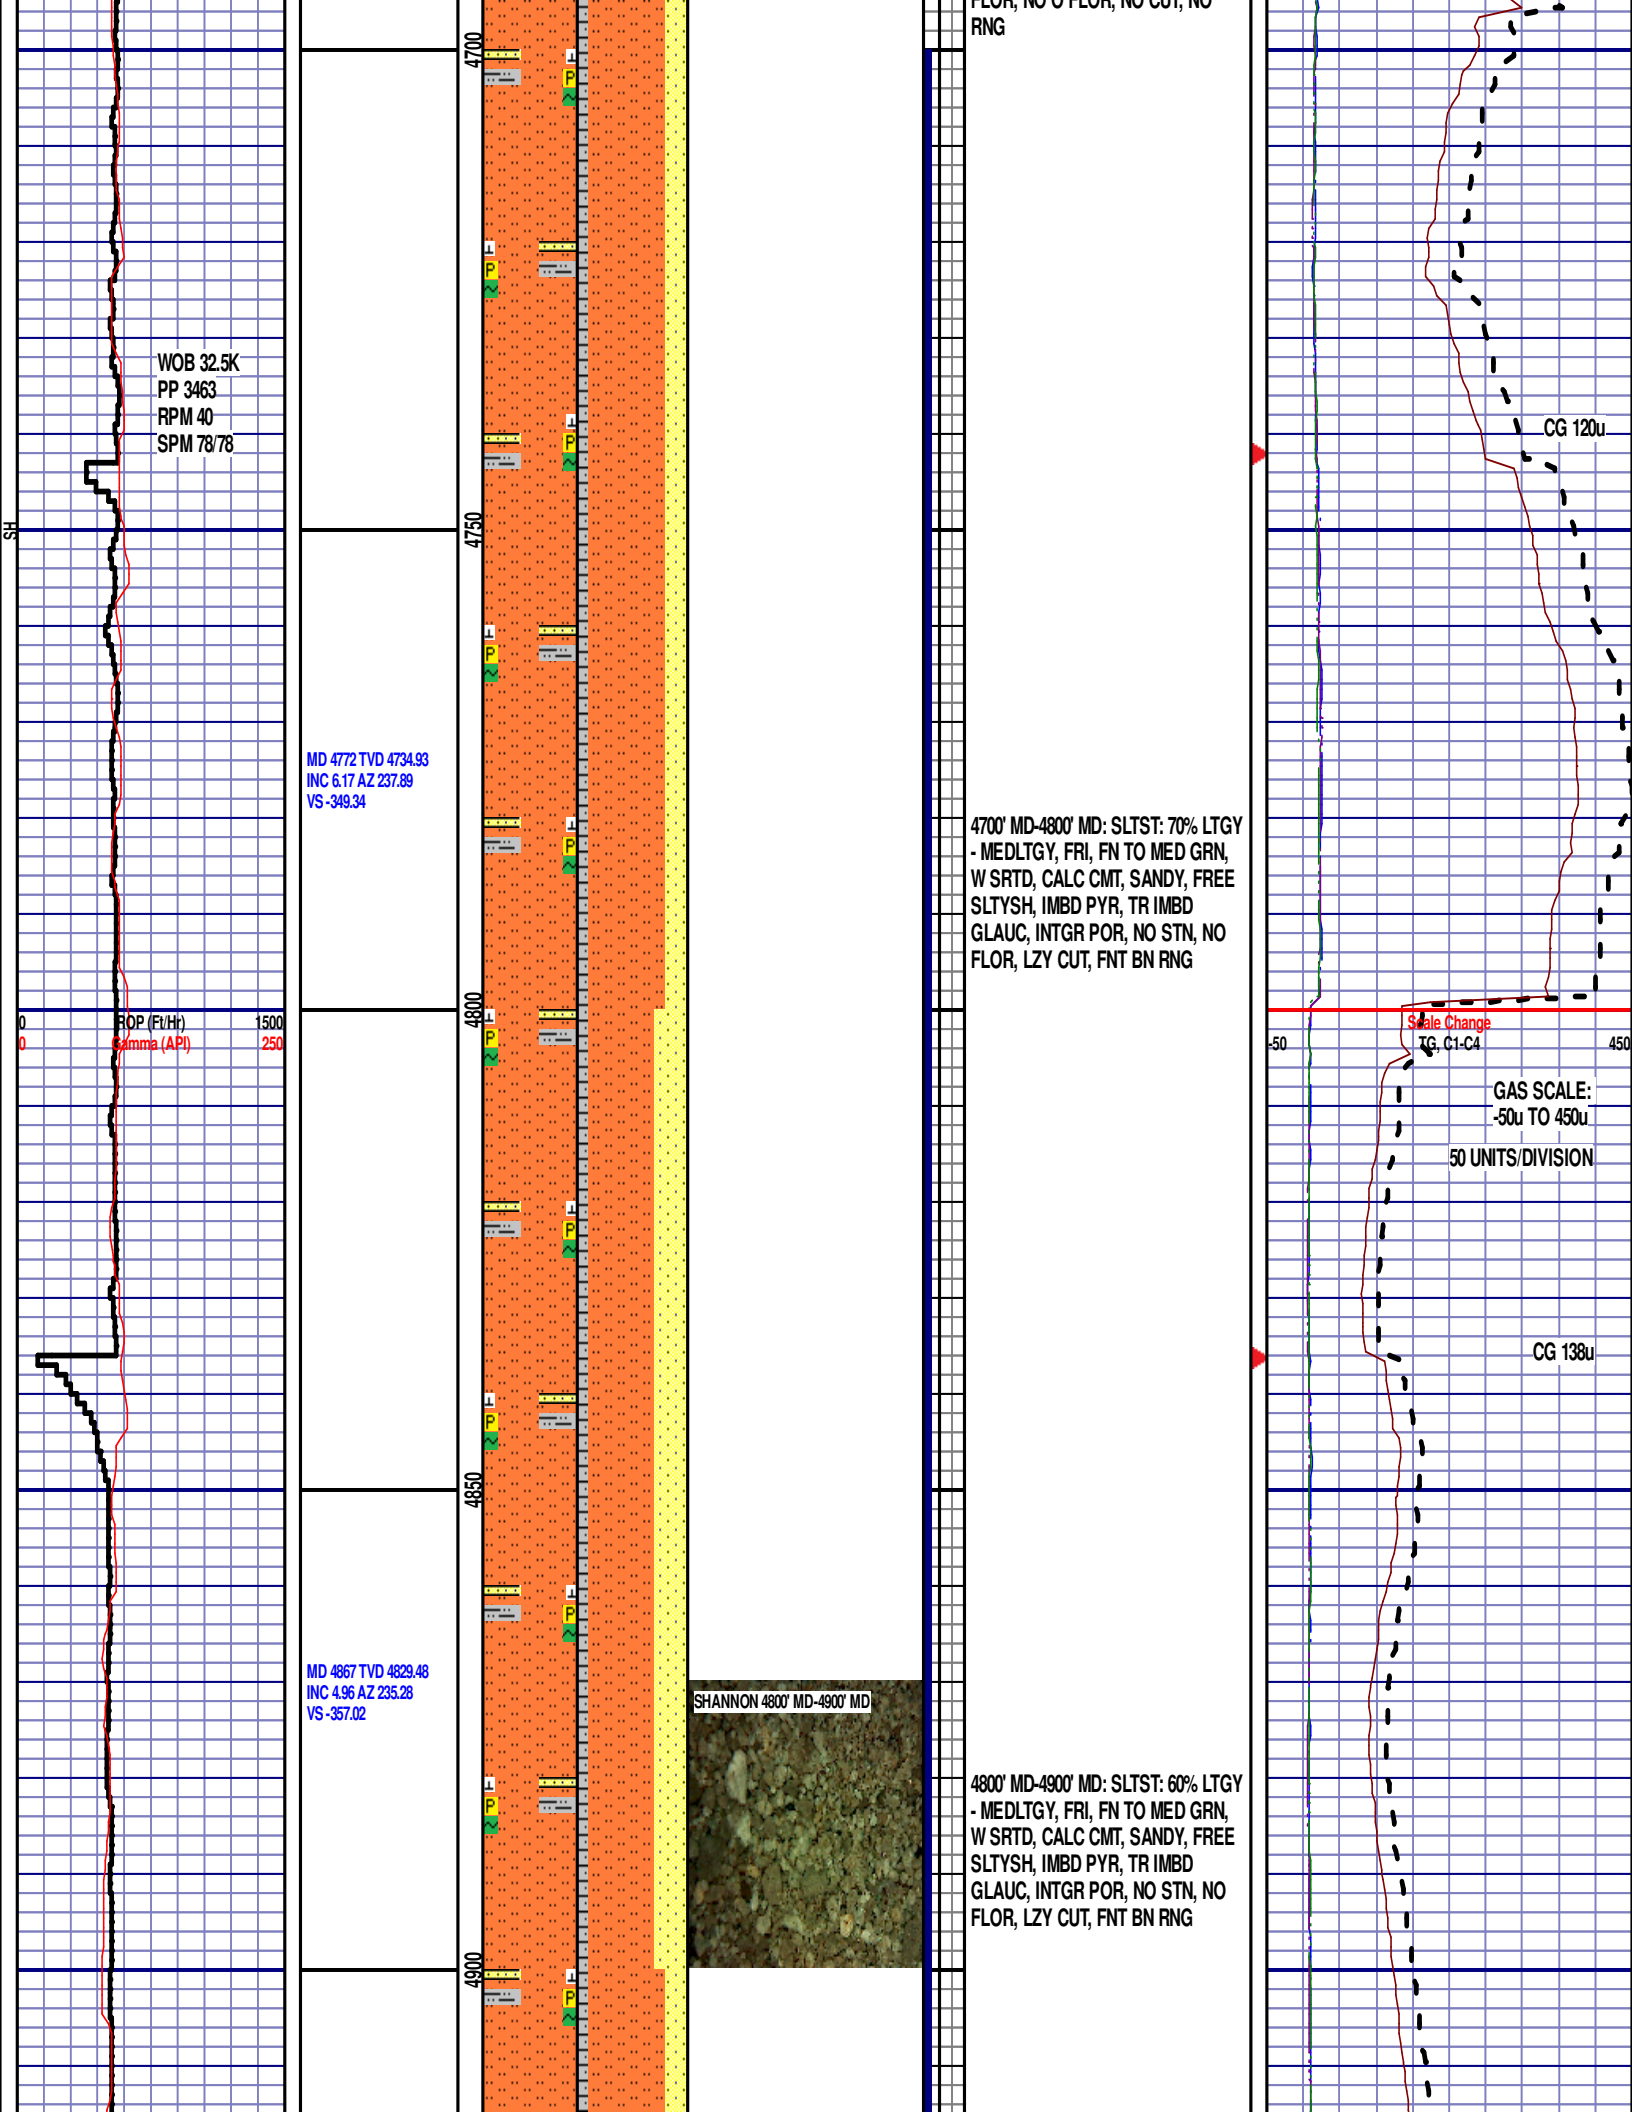 FLOR, NO O FLOR, NO CUT, NO
RNG
4700
WOB 32.5K
PP 3463
RPM 40
SPM 78/78
CG 120u
SH
4750
MD 4772 TVD 4734.93
INC 6.17 AZ 237.89
VS -349.34
4700' MD-4800' MD: SLTST: 70% LTGY
- MEDLTGY, FRI, FN TO MED GRN,
W SRTD, CALC CMT, SANDY, FREE
SLTYSH, IMBD PYR, TR IMBD
GLAUC, INTGR POR, NO STN, NO
FLOR, LZY CUT, FNT BN RNG
4800
0 ROP (Ft/Hr) 1500
0 Gamma (API) 250
Scale Change
-50 TG, C1-C4 450
GAS SCALE:
-50u TO 450u
50 UNITS/DIVISION
CG 138u
4850
MD 4867 TVD 4829.48
INC 4.96 AZ 235.28
VS -357.02
SHANNON 4800' MD-4900' MD
4800' MD-4900' MD: SLTST: 60% LTGY
- MEDLTGY, FRI, FN TO MED GRN,
W SRTD, CALC CMT, SANDY, FREE
SLTYSH, IMBD PYR, TR IMBD
GLAUC, INTGR POR, NO STN, NO
FLOR, LZY CUT, FNT BN RNG
4900
P
P
P
P
P
P
P
P
P
P
P